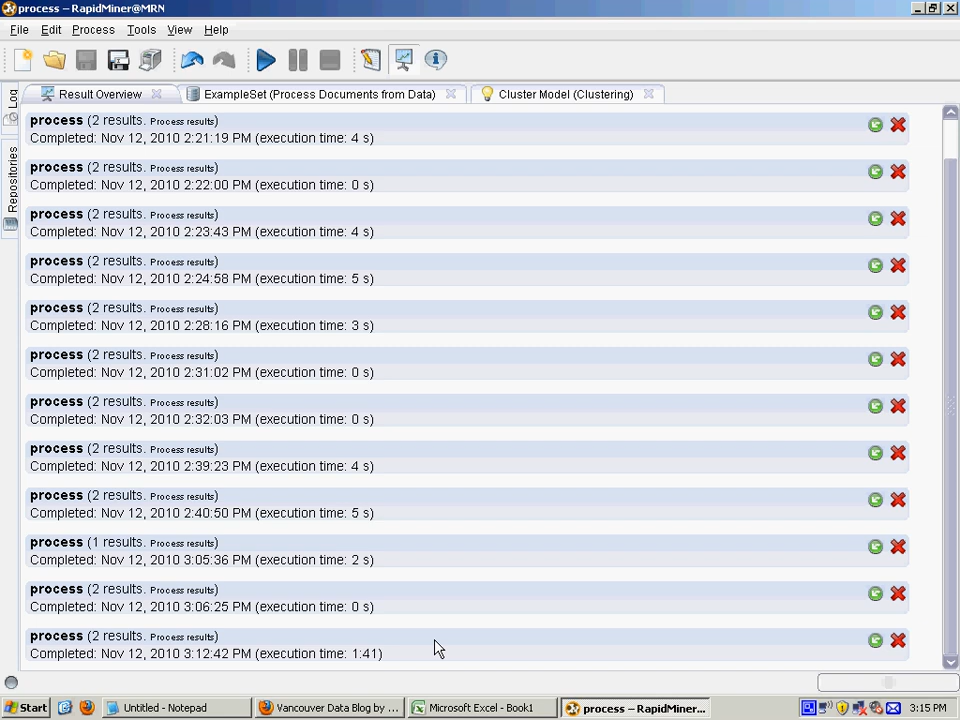 process – RapidMiner@MRN
File Edit Process Tools View Help
Log
Repositories
Result Overview
ExampleSet (Process Documents from Data)
Cluster Model (Clustering)
process (2 results. Process results)
Completed: Nov 12, 2010 2:21:19 PM (execution time: 4 s)
process (2 results. Process results)
Completed: Nov 12, 2010 2:22:00 PM (execution time: 0 s)
process (2 results. Process results)
Completed: Nov 12, 2010 2:23:43 PM (execution time: 4 s)
process (2 results. Process results)
Completed: Nov 12, 2010 2:24:58 PM (execution time: 5 s)
process (2 results. Process results)
Completed: Nov 12, 2010 2:28:16 PM (execution time: 3 s)
process (2 results. Process results)
Completed: Nov 12, 2010 2:31:02 PM (execution time: 0 s)
process (2 results. Process results)
Completed: Nov 12, 2010 2:32:03 PM (execution time: 0 s)
process (2 results. Process results)
Completed: Nov 12, 2010 2:39:23 PM (execution time: 4 s)
process (2 results. Process results)
Completed: Nov 12, 2010 2:40:50 PM (execution time: 5 s)
process (1 results. Process results)
Completed: Nov 12, 2010 3:05:36 PM (execution time: 2 s)
process (2 results. Process results)
Completed: Nov 12, 2010 3:06:25 PM (execution time: 0 s)
process (2 results. Process results)
Completed: Nov 12, 2010 3:12:42 PM (execution time: 1:41)
Start
Untitled - Notepad
Vancouver Data Blog by ...
Microsoft Excel - Book1
process – RapidMiner...
3:15 PM